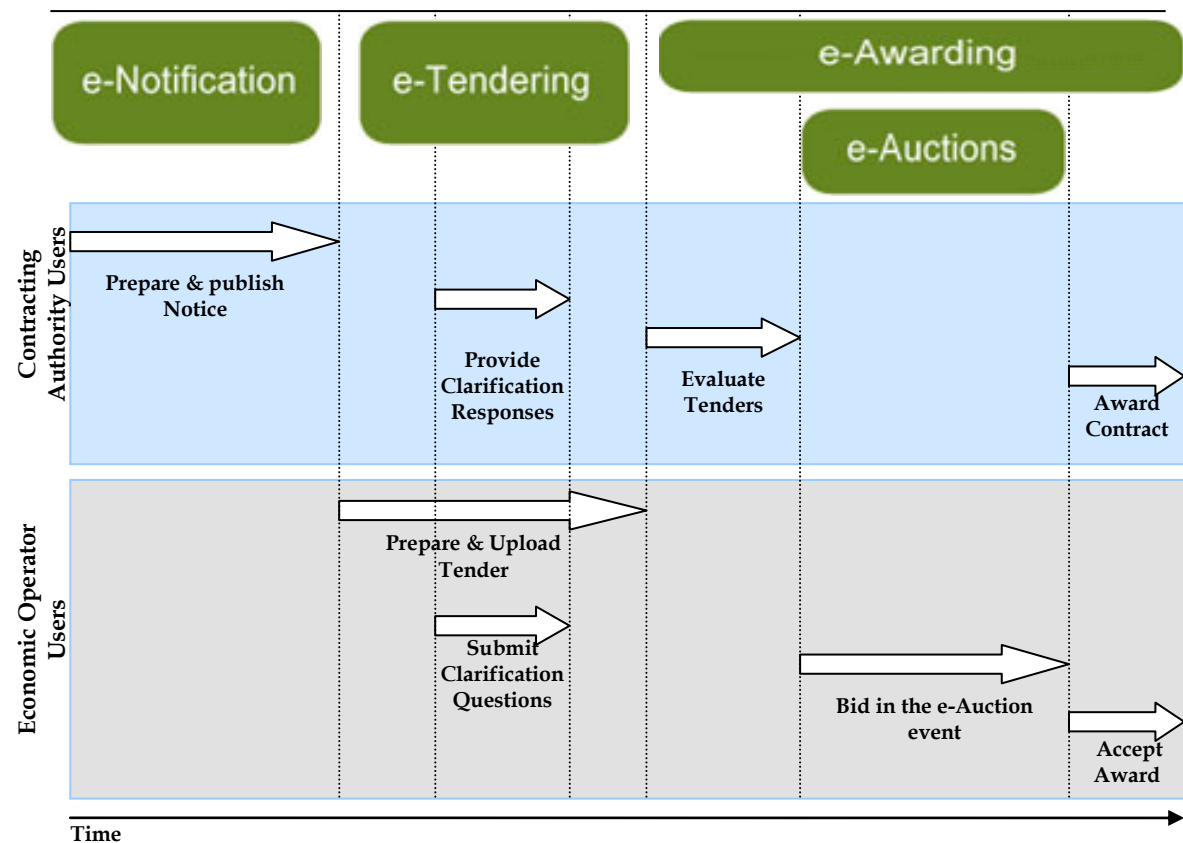 e-Notification
e-Tendering
e-Awarding
e-Auctions
Contracting
Authority Users
Prepare & publish
Notice
Provide
Clarification
Responses
Evaluate
Tenders
Award
Contract
Economic Operator
Users
Prepare & Upload
Tender
Submit
Clarification
Questions
Bid in the e-Auction
event
Accept
Award
Time